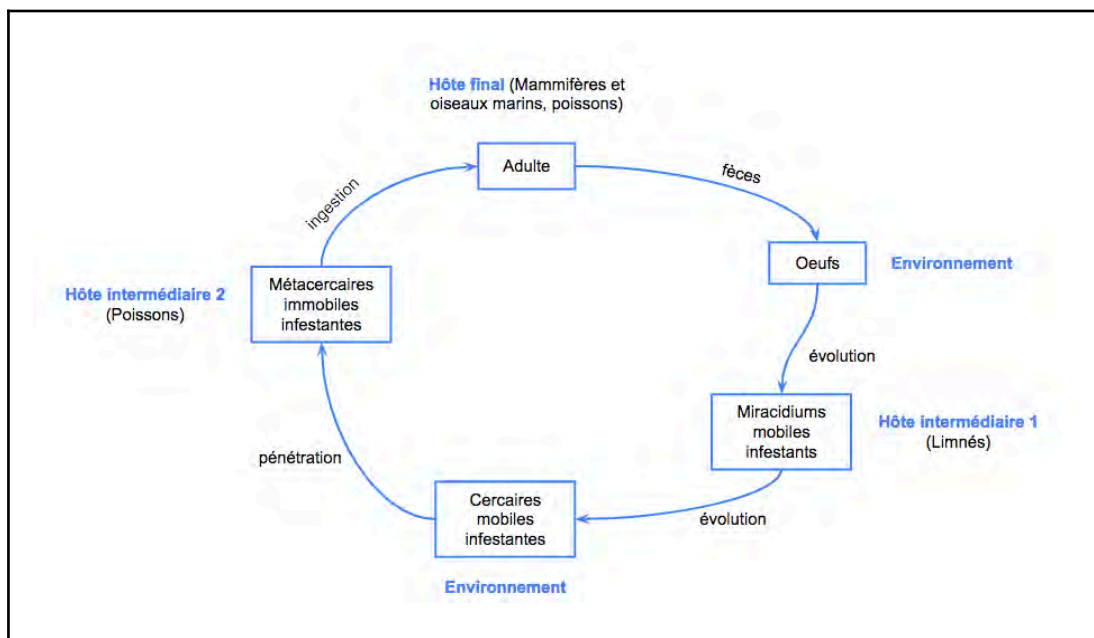 Hôte final (Mammifères et
oiseaux marins, poissons)
Adulte
fèces
ingestion
Oeufs
Environnement
Hôte intermédiaire 2
(Poissons)
Métacercaires
immobiles
infestantes
évolution
Miracidiums
mobiles
infestants
Hôte intermédiaire 1
(Limnés)
pénétration
Cercaires
mobiles
infestantes
évolution
Environnement